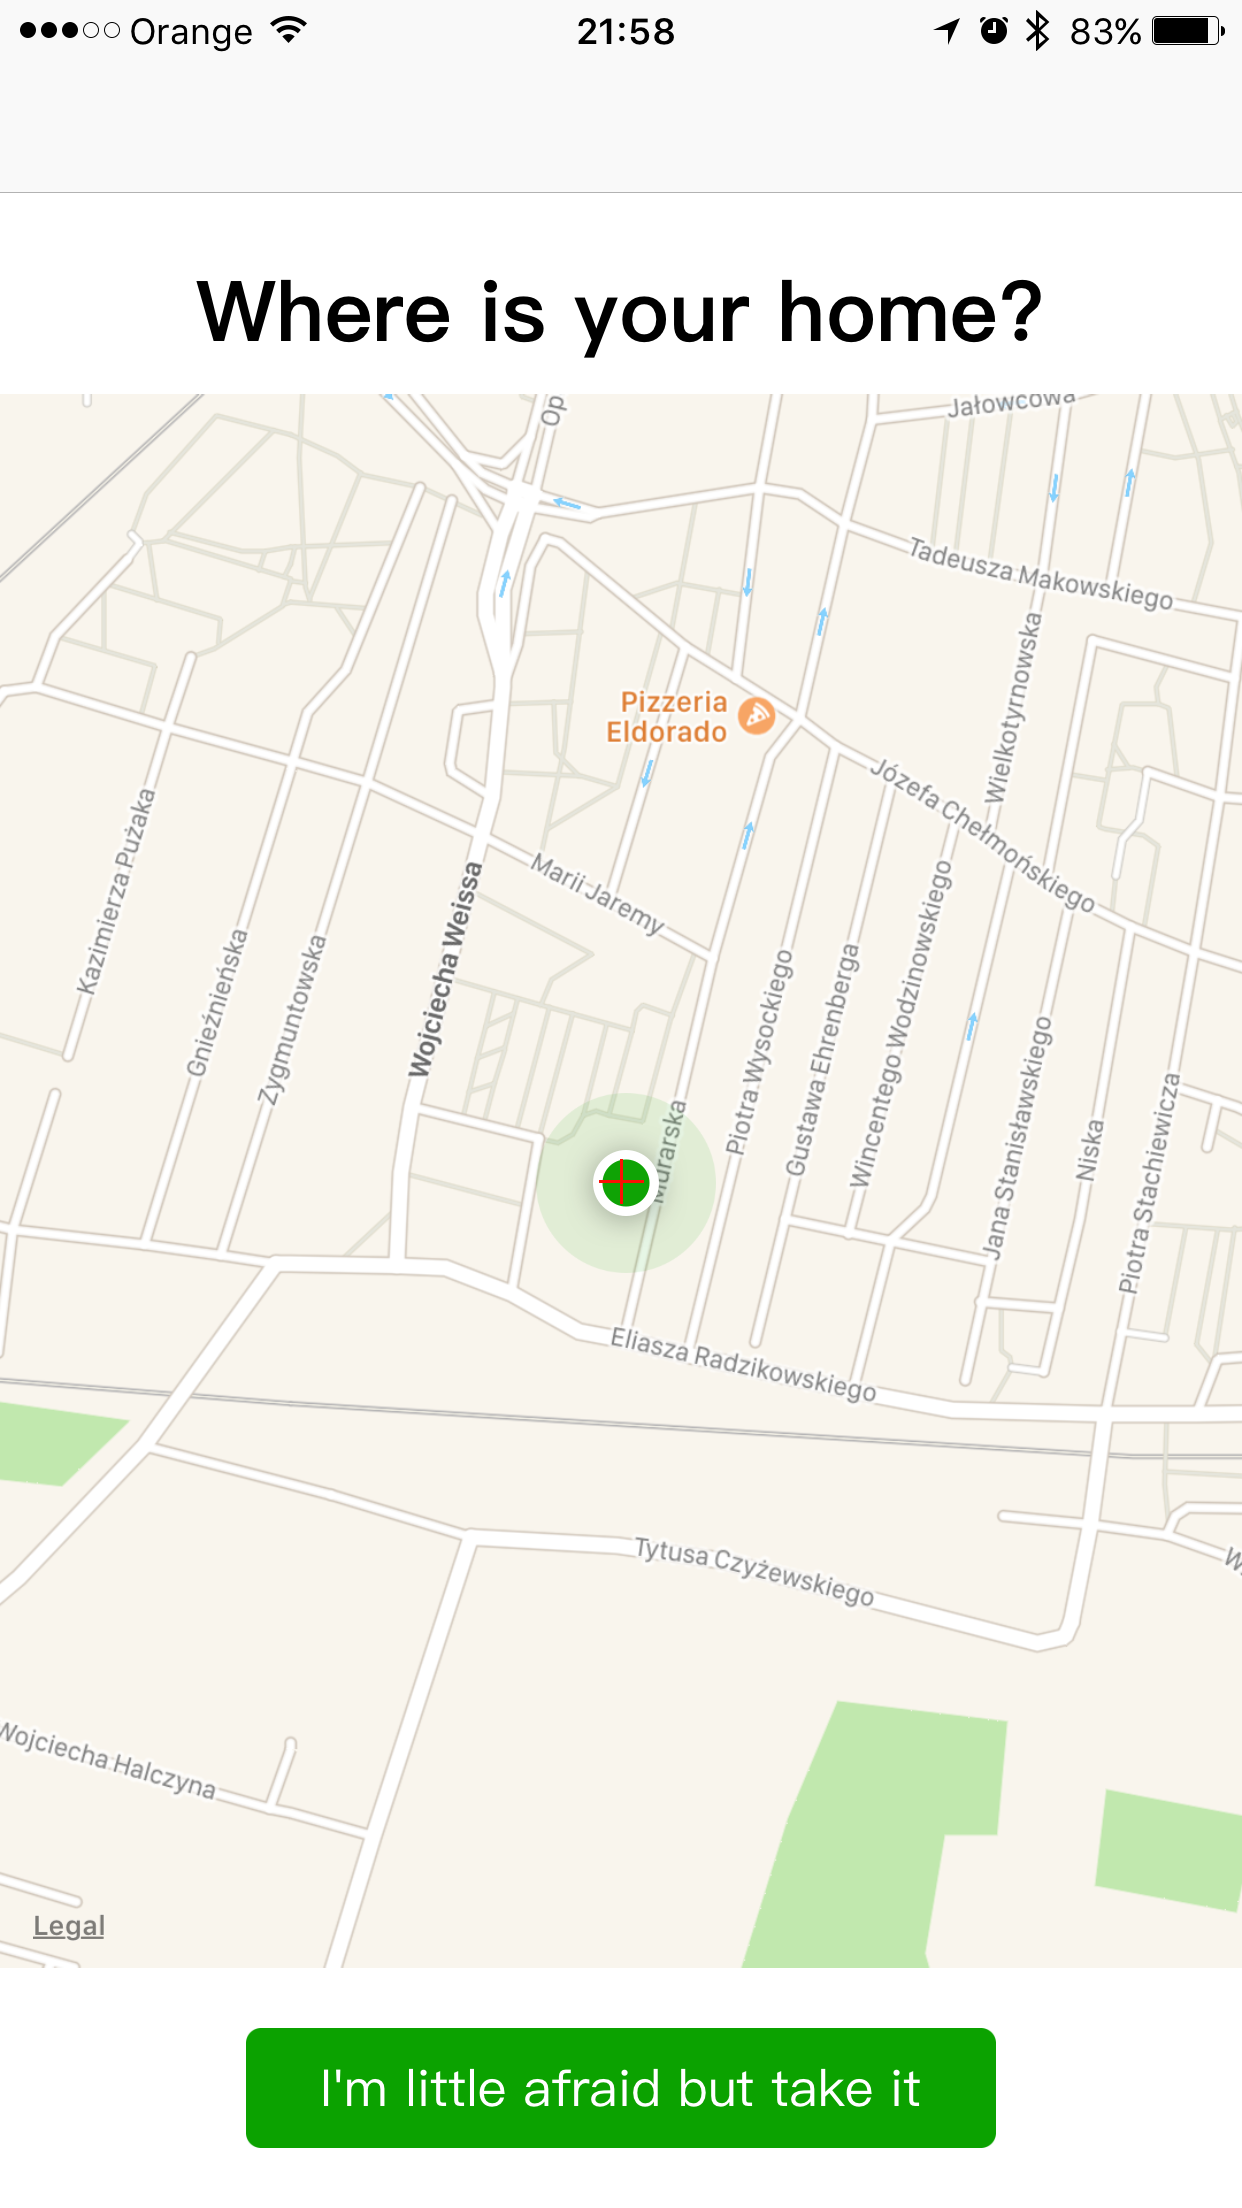 Orange 21:58 83%
Where is your home?
Op
Jałowcowa
Tadeusza Makowskiego
Wielkotyrnowska
Pizzeria
Eldorado
Józefa Chełmońskiego
Kazimierza Pużaka
Marii Jaremy
Wojciecha Weissa
Gnieźnieńska
Zygmuntowska
Piotra Wysockiego
Gustawa Ehrenberga
Wincentego Wodzinowskiego
Jana Stanisławskiego
Niska
Piotra Stachiewicza
Murarska
Eliasza Radzikowskiego
Tytusa Czyżewskiego
W
Wojciecha Halczyna
Legal
I'm little afraid but take it